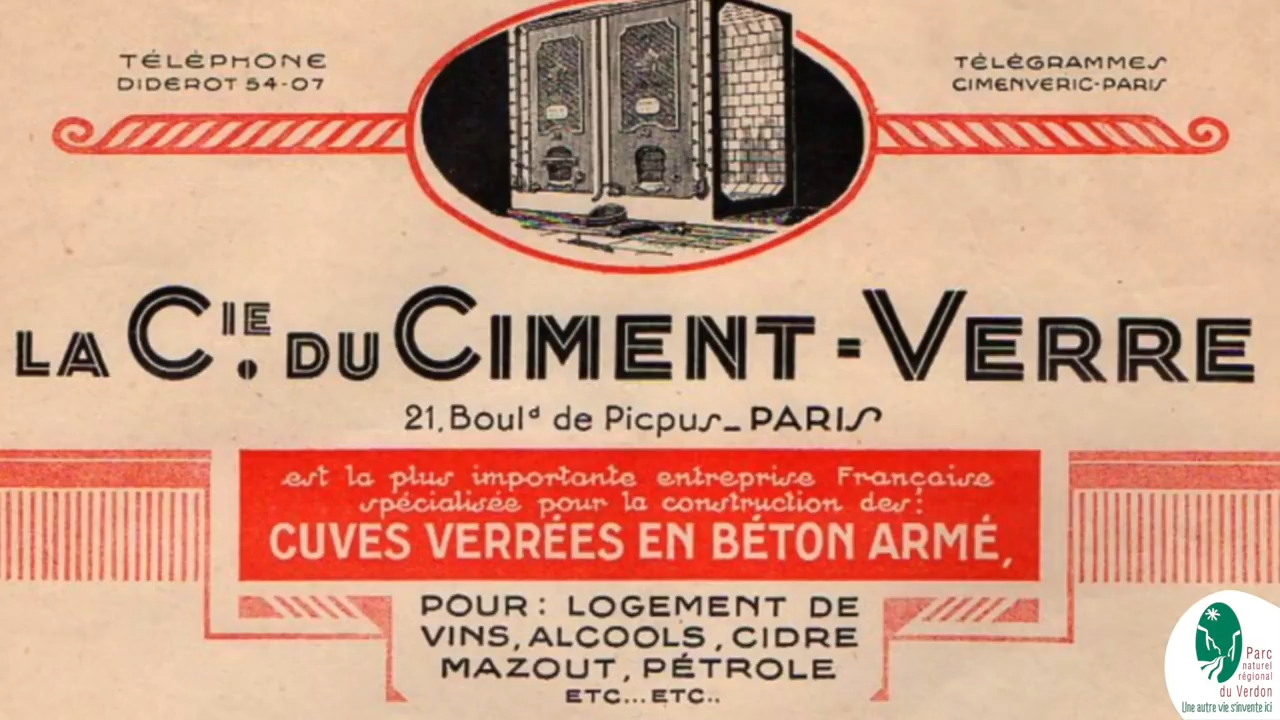 TÉLÉPHONE
DIDEROT 54-07
TÉLÉGRAMMES
CIMENVERIC-PARIS
LA CIE. DU CIMENT-VERRE
21, Bould de Picpus_PARIS
est la plus importante entreprise Française
spécialisée pour la construction des:
CUVES VERRÉES EN BÉTON ARMÉ,
POUR: LOGEMENT DE
VINS, ALCOOLS, CIDRE
MAZOUT, PÉTROLE
ETC...ETC..
Parc
naturel
régional
du Verdon
Une autre vie s'invente ici